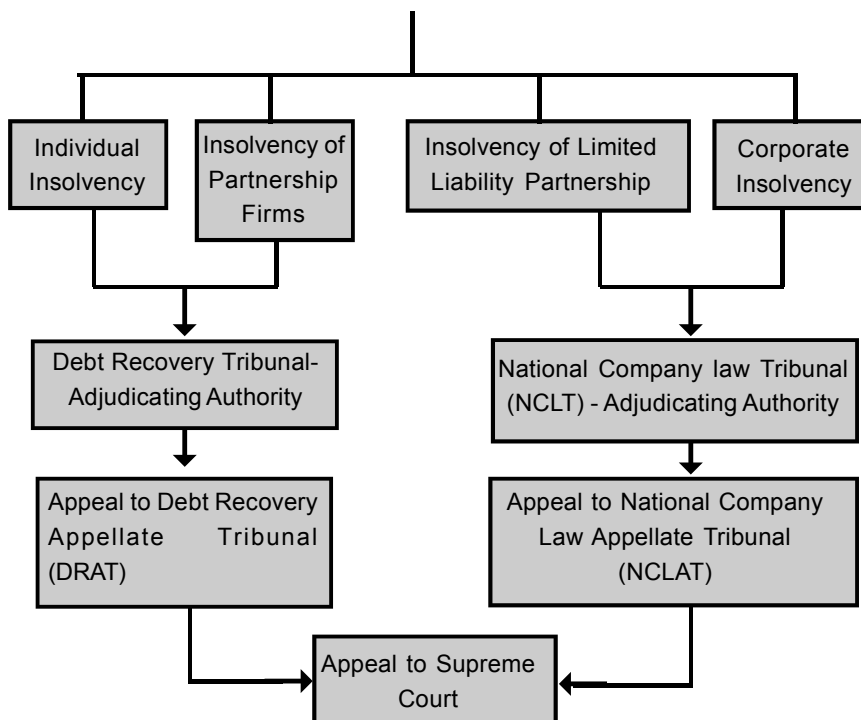 Individual
Insolvency
Insolvency of
Partnership
Firms
Insolvency of Limited
Liability Partnership
Corporate
Insolvency
Debt Recovery Tribunal-
Adjudicating Authority
National Company law Tribunal
(NCLT) - Adjudicating Authority
Appeal to Debt Recovery
Appellate Tribunal
(DRAT)
Appeal to National Company
Law Appellate Tribunal
(NCLAT)
Appeal to Supreme
Court